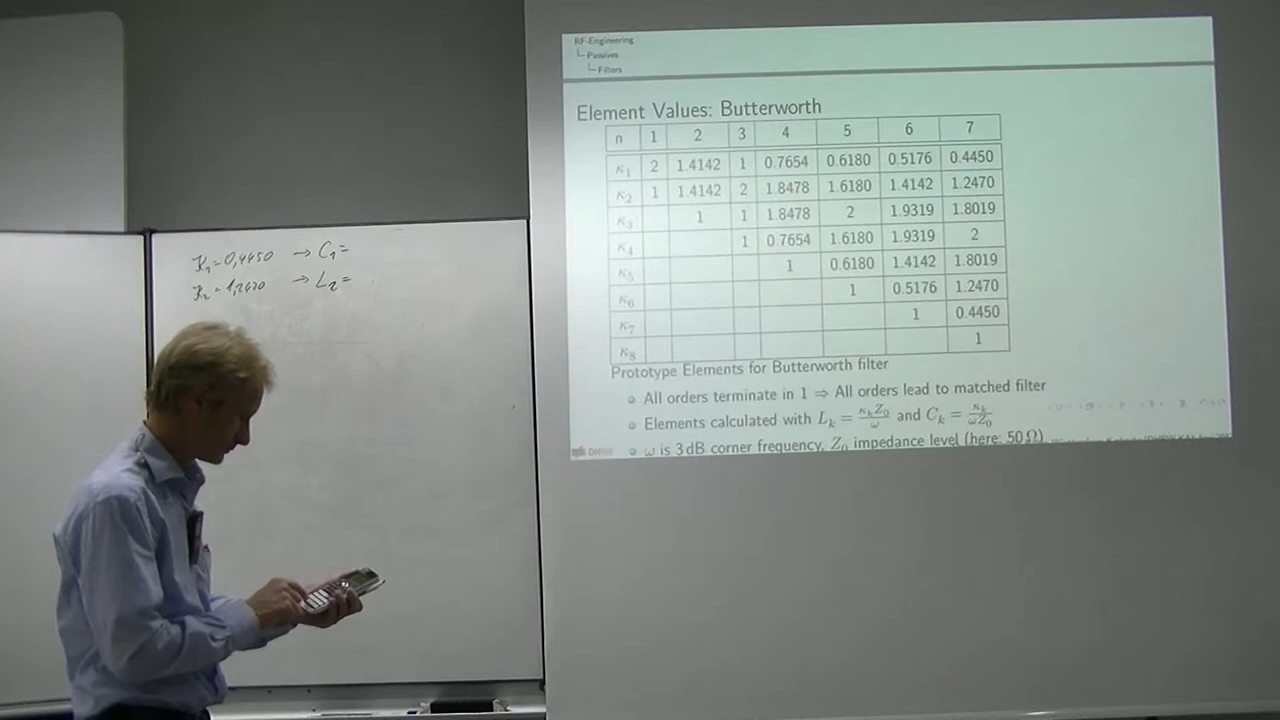 RF-Engineering
Passives
Filters
Element Values: Butterworth
n 1 2 3 4 5 6 7
κ₁ 2 1.4142 1 0.7654 0.6180 0.5176 0.4450
κ₂ 1 1.4142 2 1.8478 1.6180 1.4142 1.2470
κ₃ 1 1 1.8478 2 1.9319 1.8019
κ₄ 1 0.7654 1.6180 1.9319 2
κ₅ 1 0.6180 1.4142 1.8019
κ₆ 1 0.5176 1.2470
κ₇ 1 0.4450
κ₈ 1
Prototype Elements for Butterworth filter
All orders terminate in 1 ⇒ All orders lead to matched filter
Elements calculated with Lₖ = κₖZ₀/ω and Cₖ = κₖ/ωZ₀
ω is 3 dB corner frequency, Z₀ impedance level (here: 50 Ω)
K₁ = 0,4450 → C₁ =
K₂ = 1,2470 → L₂ =